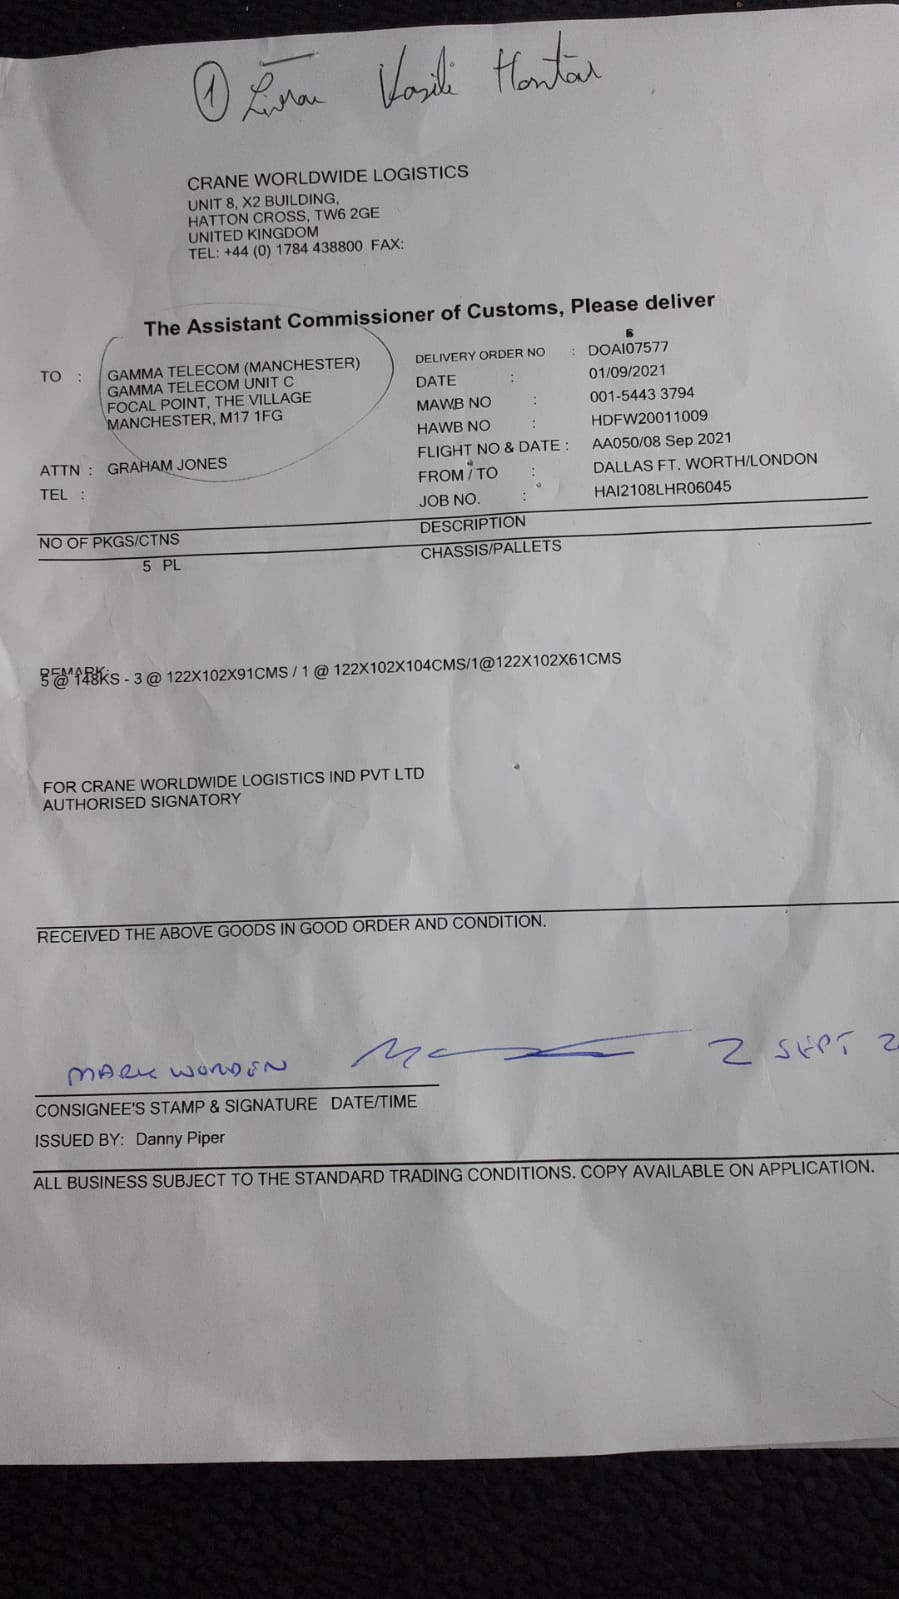 ① Livrau Vasile Hontau
CRANE WORLDWIDE LOGISTICS
UNIT 8, X2 BUILDING,
HATTON CROSS, TW6 2GE
UNITED KINGDOM
TEL: +44 (0) 1784 438800 FAX:
The Assistant Commissioner of Customs, Please deliver
TO :
GAMMA TELECOM (MANCHESTER)
GAMMA TELECOM UNIT C
FOCAL POINT, THE VILLAGE
MANCHESTER, M17 1FG
ATTN : GRAHAM JONES
TEL :
DELIVERY ORDER NO : DOAI07577
DATE : 01/09/2021
MAWB NO : 001-5443 3794
HAWB NO : HDFW20011009
FLIGHT NO & DATE : AA050/08 Sep 2021
FROM / TO : DALLAS FT. WORTH/LONDON
JOB NO. : HAI2108LHR06045
NO OF PKGS/CTNS DESCRIPTION
5 PL CHASSIS/PALLETS
REMARK:
5 @ 148KS - 3 @ 122X102X91CMS / 1 @ 122X102X104CMS/1@122X102X61CMS
FOR CRANE WORLDWIDE LOGISTICS IND PVT LTD
AUTHORISED SIGNATORY
RECEIVED THE ABOVE GOODS IN GOOD ORDER AND CONDITION.
MARK WORDEN 2 SEPT 2
CONSIGNEE'S STAMP & SIGNATURE DATE/TIME
ISSUED BY: Danny Piper
ALL BUSINESS SUBJECT TO THE STANDARD TRADING CONDITIONS. COPY AVAILABLE ON APPLICATION.